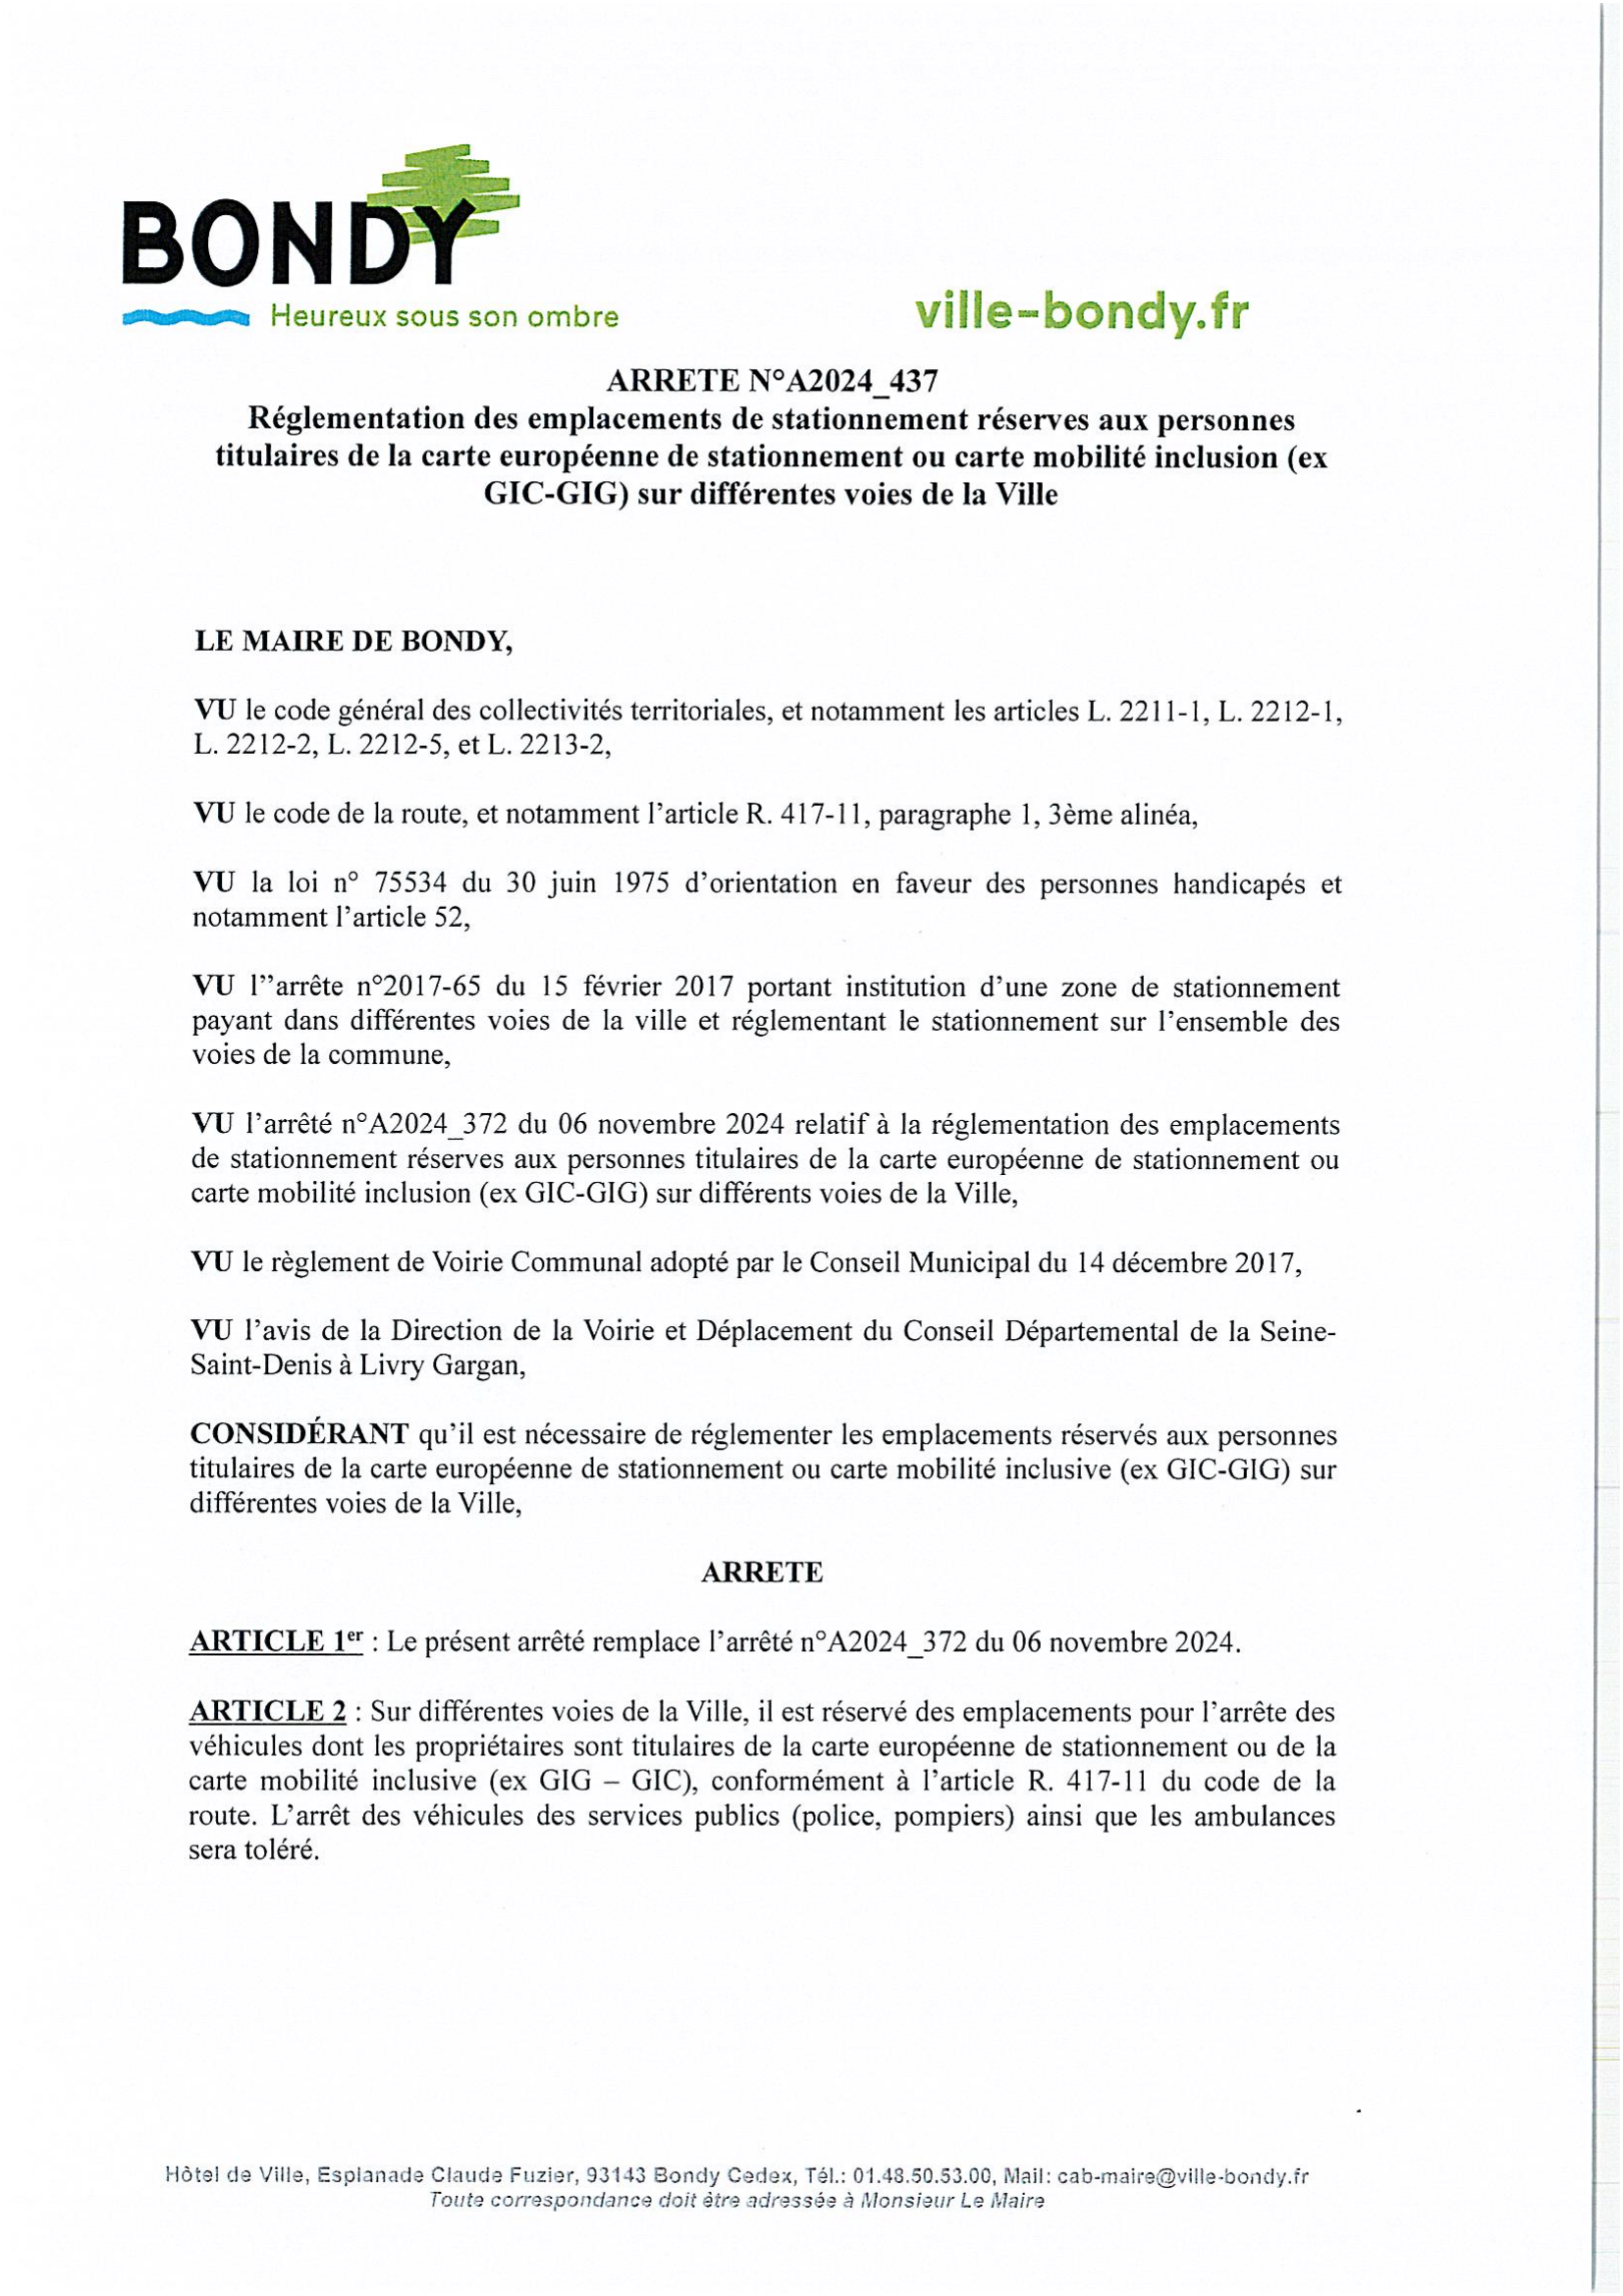 BONDY
Heureux sous son ombre
ville-bondy.fr
ARRETE N°A2024_437
Réglementation des emplacements de stationnement réserves aux personnes
titulaires de la carte européenne de stationnement ou carte mobilité inclusion (ex
GIC-GIG) sur différentes voies de la Ville
LE MAIRE DE BONDY,
VU le code général des collectivités territoriales, et notamment les articles L. 2211-1, L. 2212-1,
L. 2212-2, L. 2212-5, et L. 2213-2,
VU le code de la route, et notamment l'article R. 417-11, paragraphe 1, 3ème alinéa,
VU la loi n° 75534 du 30 juin 1975 d'orientation en faveur des personnes handicapés et
notamment l'article 52,
VU l''arrête n°2017-65 du 15 février 2017 portant institution d'une zone de stationnement
payant dans différentes voies de la ville et réglementant le stationnement sur l'ensemble des
voies de la commune,
VU l'arrêté n°A2024_372 du 06 novembre 2024 relatif à la réglementation des emplacements
de stationnement réserves aux personnes titulaires de la carte européenne de stationnement ou
carte mobilité inclusion (ex GIC-GIG) sur différents voies de la Ville,
VU le règlement de Voirie Communal adopté par le Conseil Municipal du 14 décembre 2017,
VU l'avis de la Direction de la Voirie et Déplacement du Conseil Départemental de la Seine-
Saint-Denis à Livry Gargan,
CONSIDÉRANT qu'il est nécessaire de réglementer les emplacements réservés aux personnes
titulaires de la carte européenne de stationnement ou carte mobilité inclusive (ex GIC-GIG) sur
différentes voies de la Ville,
ARRETE
ARTICLE 1er : Le présent arrêté remplace l'arrêté n°A2024_372 du 06 novembre 2024.
ARTICLE 2 : Sur différentes voies de la Ville, il est réservé des emplacements pour l'arrête des
véhicules dont les propriétaires sont titulaires de la carte européenne de stationnement ou de la
carte mobilité inclusive (ex GIG – GIC), conformément à l'article R. 417-11 du code de la
route. L'arrêt des véhicules des services publics (police, pompiers) ainsi que les ambulances
sera toléré.
Hôtel de Ville, Esplanade Claude Fuzier, 93143 Bondy Cedex, Tél.: 01.48.50.53.00, Mail: cab-maire@ville-bondy.fr
Toute correspondance doit être adressée à Monsieur Le Maire